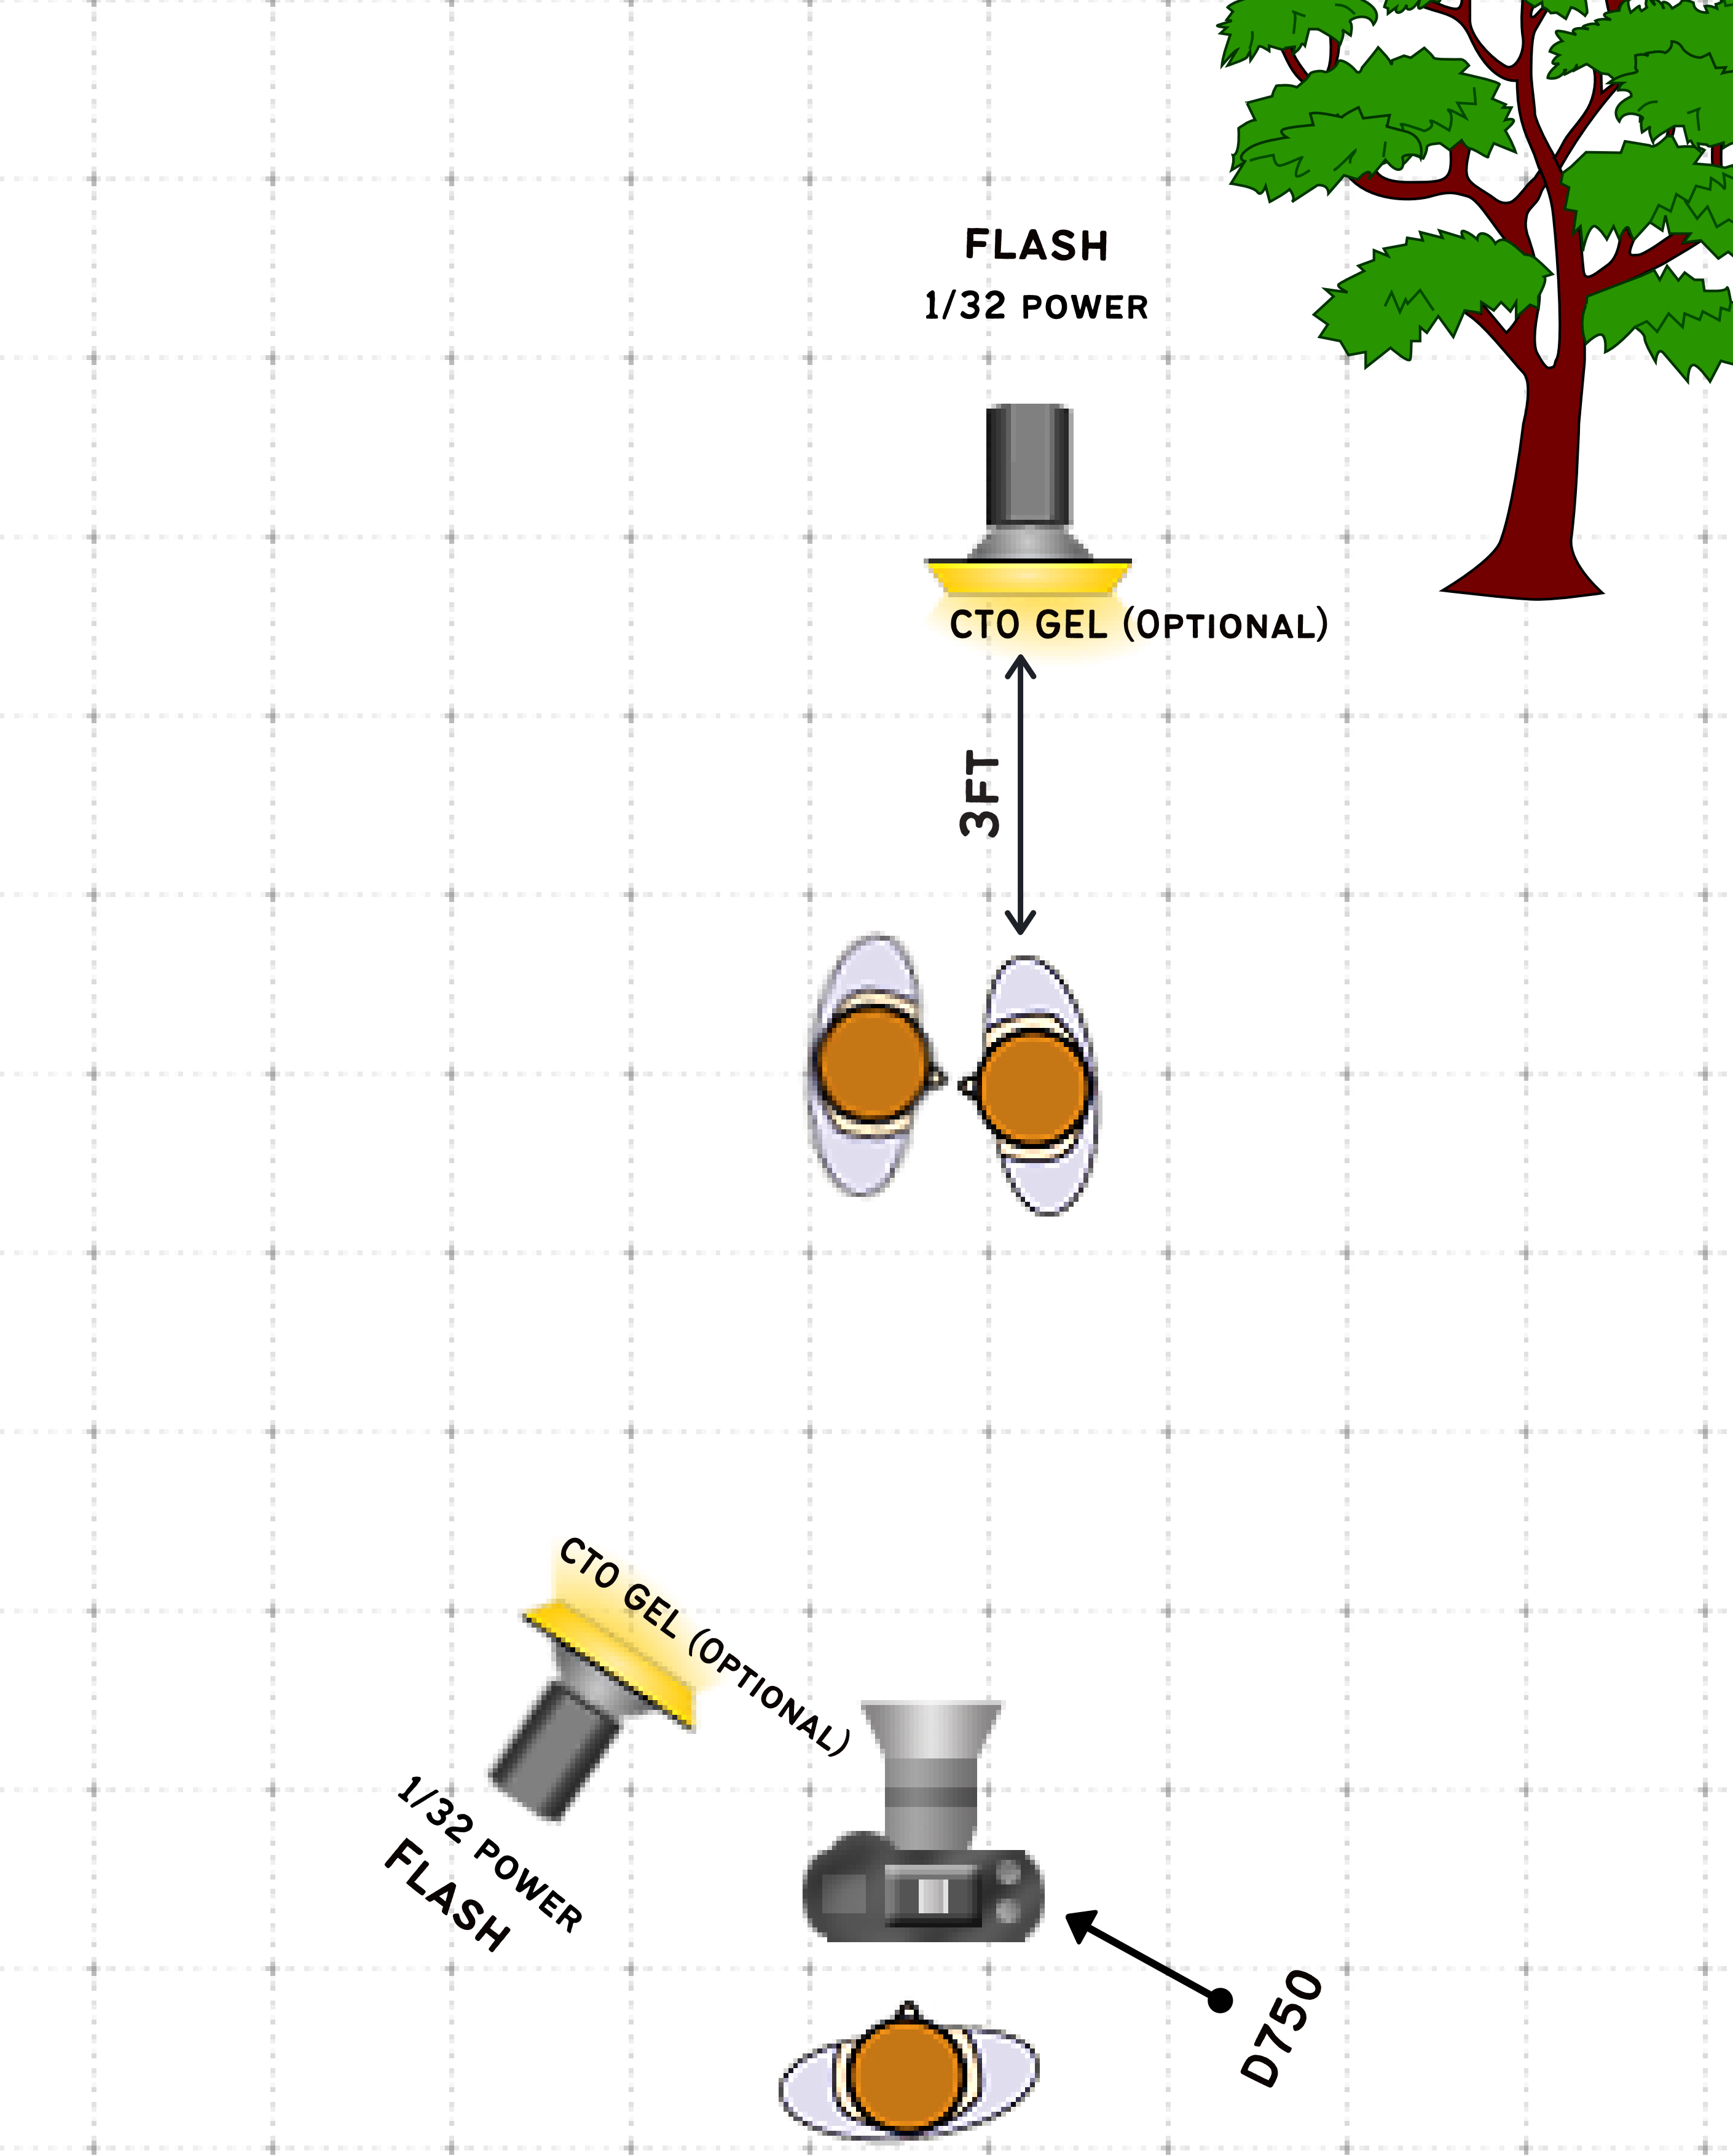 FLASH
1/32 POWER
CTO GEL (OPTIONAL)
3FT
CTO GEL (OPTIONAL)
1/32 POWER
FLASH
D750